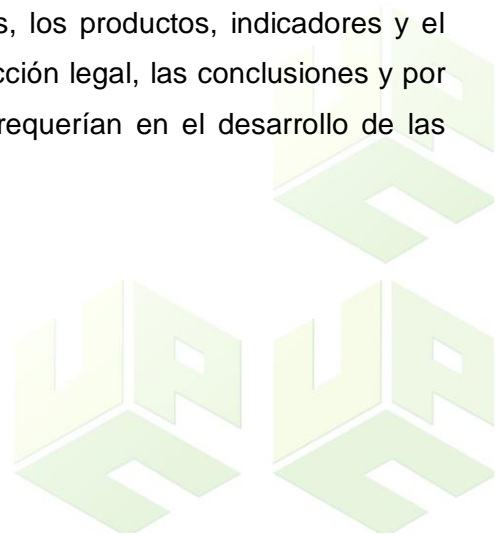 s, los productos, indicadores y el
cción legal, las conclusiones y por
requerían en el desarrollo de las